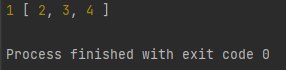 1 [ 2, 3, 4 ]
Process finished with exit code 0